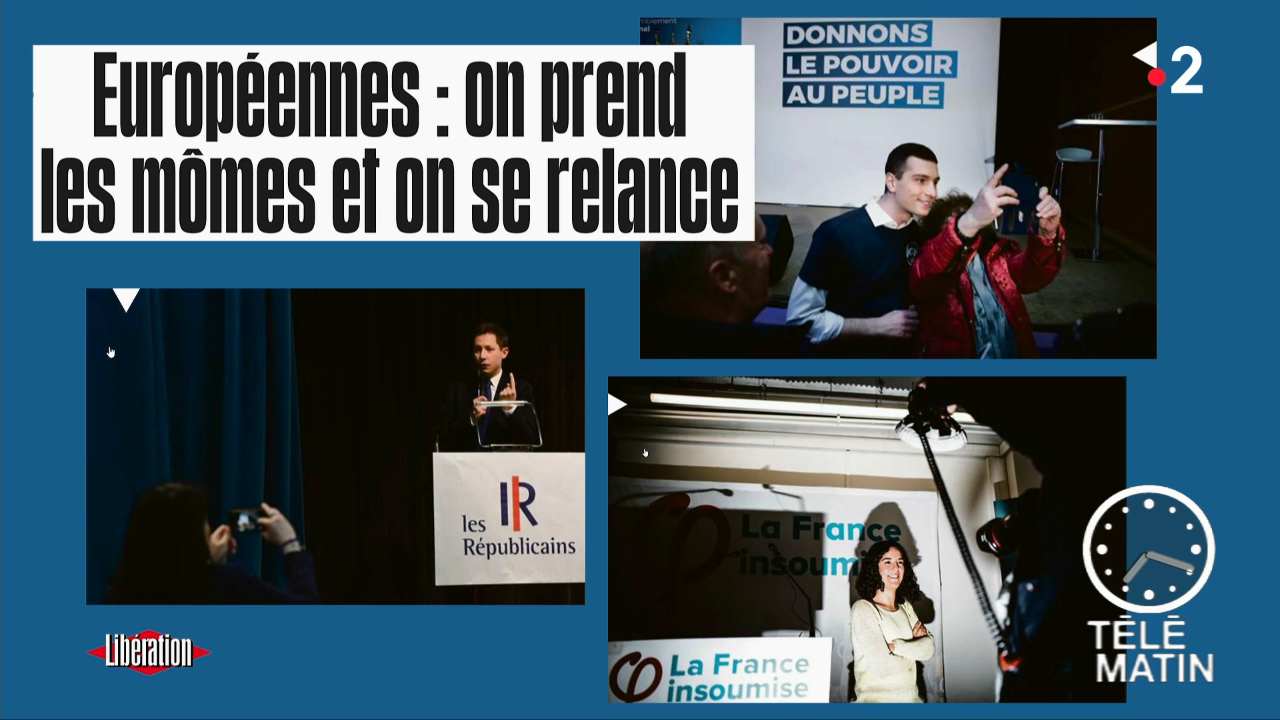 Européennes : on prend
les mômes et on se relance
DONNONS
LE POUVOIR
AU PEUPLE
2
les
Républicains
La France
insoumise
La France
Libération
TÉLÉ
MATIN